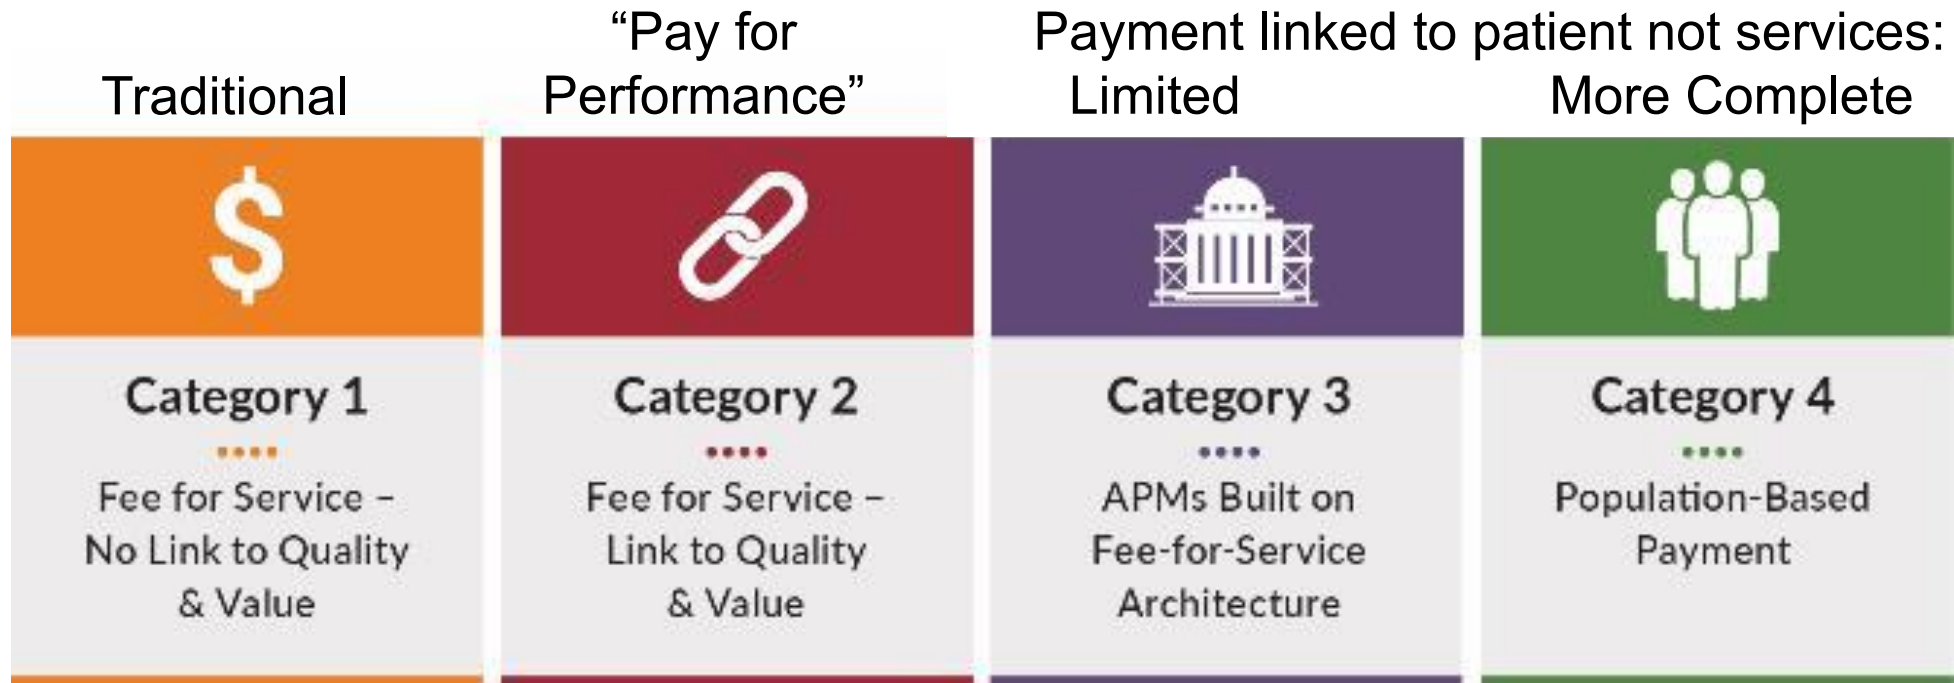 Traditional
“Pay for
Performance”
Payment linked to patient not services:
Limited
More Complete
$
Category 1
Fee for Service –
No Link to Quality
& Value
Category 2
Fee for Service –
Link to Quality
& Value
Category 3
APMs Built on
Fee-for-Service
Architecture
Category 4
Population-Based
Payment